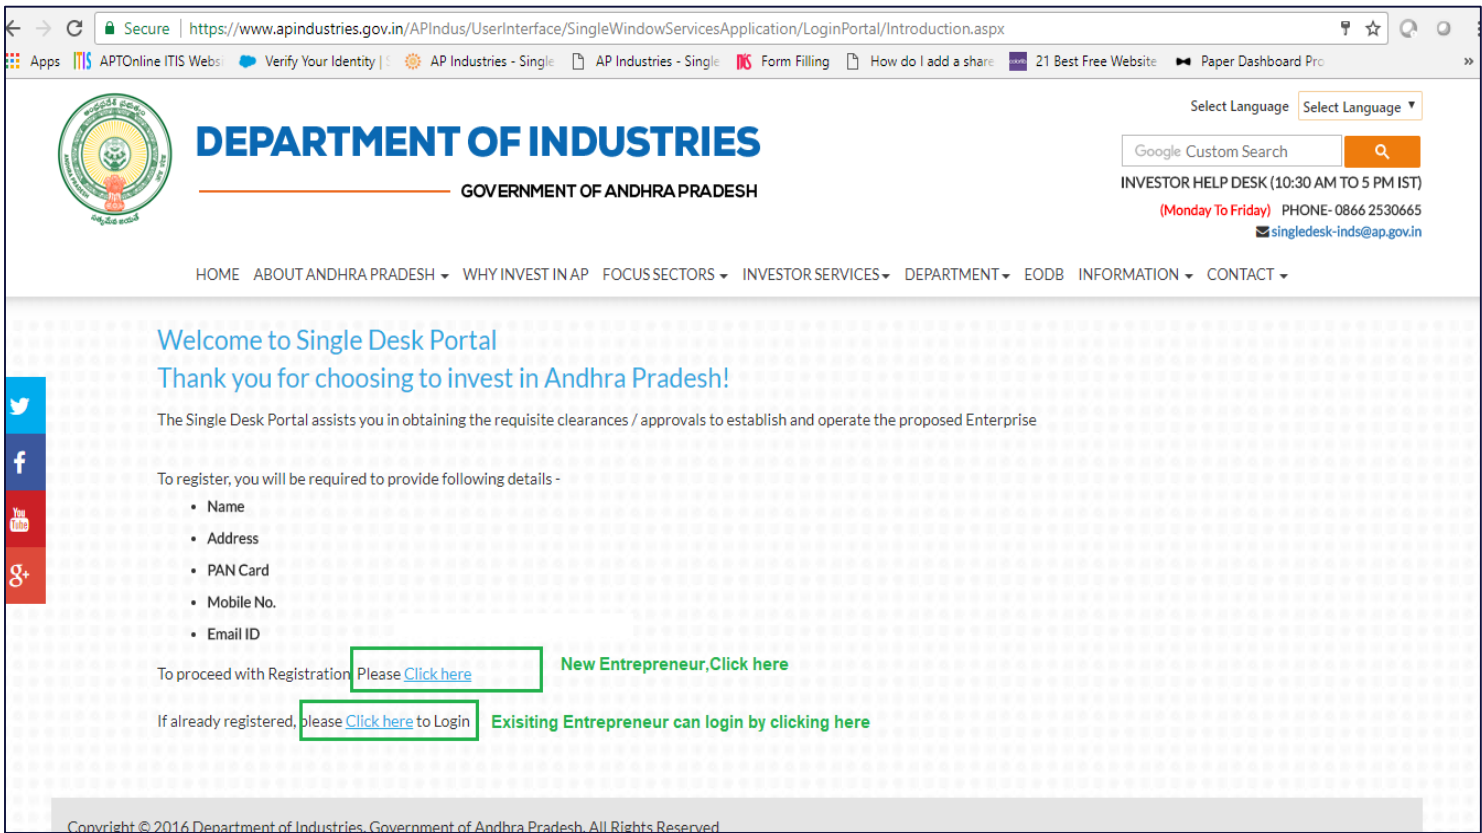 Secure | https://www.apindustries.gov.in/APIndus/UserInterface/SingleWindowServicesApplication/LoginPortal/Introduction.aspx
Apps APTOnline ITIS Webs Verify Your Identity | AP Industries - Single AP Industries - Single Form Filling How do I add a share 21 Best Free Website Paper Dashboard Pro »
Select Language Select Language
DEPARTMENT OF INDUSTRIES
GOVERNMENT OF ANDHRA PRADESH
Google Custom Search
INVESTOR HELP DESK (10:30 AM TO 5 PM IST)
(Monday To Friday) PHONE- 0866 2530665
singledesk-inds@ap.gov.in
HOME ABOUT ANDHRA PRADESH WHY INVEST IN AP FOCUS SECTORS INVESTOR SERVICES DEPARTMENT EODB INFORMATION CONTACT
Welcome to Single Desk Portal
Thank you for choosing to invest in Andhra Pradesh!
The Single Desk Portal assists you in obtaining the requisite clearances / approvals to establish and operate the proposed Enterprise
To register, you will be required to provide following details -
• Name
• Address
• PAN Card
• Mobile No.
• Email ID
To proceed with Registration Please Click here New Entrepreneur,Click here
If already registered, please Click here to Login Exisiting Entrepreneur can login by clicking here
You Tube
Copyright © 2016 Department of Industries, Government of Andhra Pradesh. All Rights Reserved